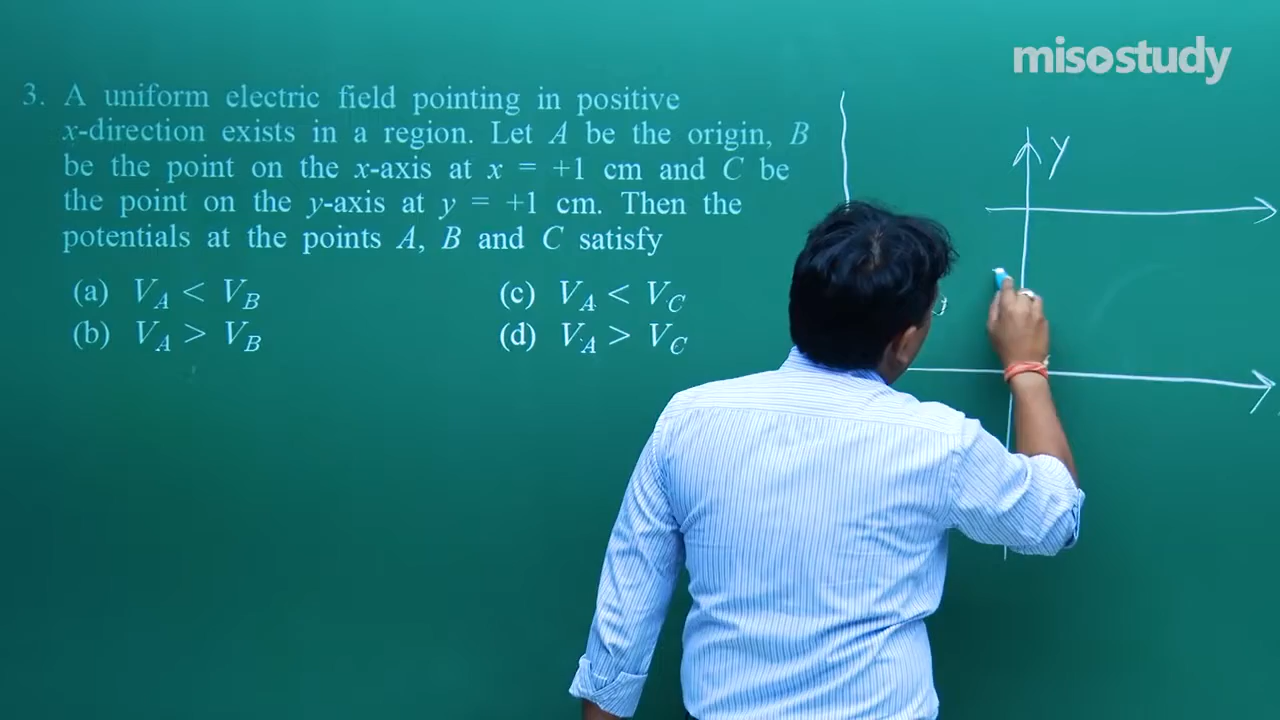 misostudy
3. A uniform electric field pointing in positive
x-direction exists in a region. Let A be the origin, B
be the point on the x-axis at x = +1 cm and C be
the point on the y-axis at y = +1 cm. Then the
potentials at the points A, B and C satisfy
(a) V_A < V_B (c) V_A < V_C
(b) V_A > V_B (d) V_A > V_C
y